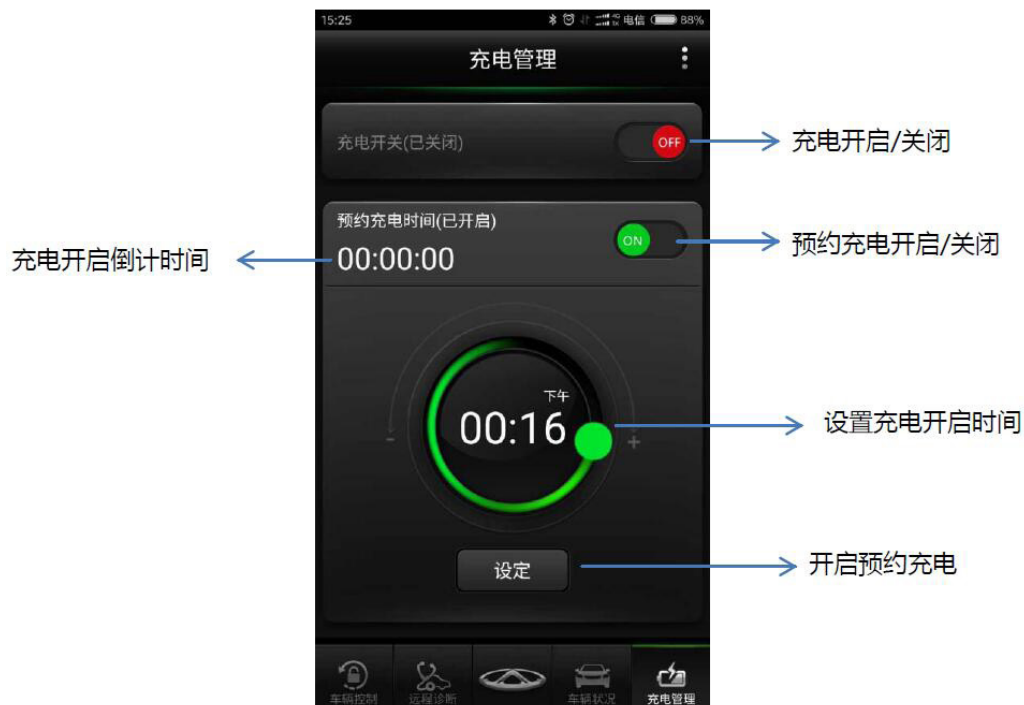 15:25
电信
88%
充电管理
充电开关(已关闭)
OFF
充电开启/关闭
预约充电时间(已开启)
ON
预约充电开启/关闭
充电开启倒计时间
00:00:00
下午
00:16
设置充电开启时间
-
+
设定
开启预约充电
车辆控制
远程诊断
车辆状况
充电管理